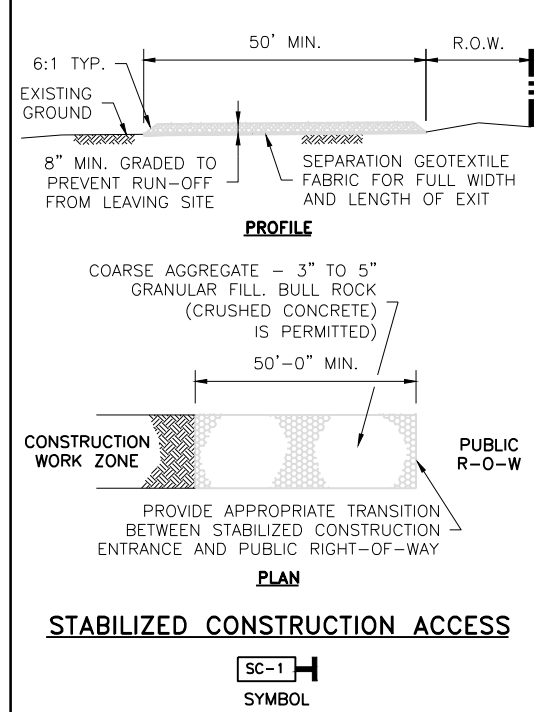 50' MIN.
R.O.W.
6:1 TYP.
EXISTING
GROUND
8" MIN. GRADED TO
PREVENT RUN-OFF
FROM LEAVING SITE
SEPARATION GEOTEXTILE
FABRIC FOR FULL WIDTH
AND LENGTH OF EXIT
PROFILE
COARSE AGGREGATE – 3" TO 5"
GRANULAR FILL. BULL ROCK
(CRUSHED CONCRETE)
IS PERMITTED)
50'-0" MIN.
CONSTRUCTION
WORK ZONE
PUBLIC
R-O-W
PROVIDE APPROPRIATE TRANSITION
BETWEEN STABILIZED CONSTRUCTION
ENTRANCE AND PUBLIC RIGHT-OF-WAY
PLAN
STABILIZED CONSTRUCTION ACCESS
SC-1
SYMBOL